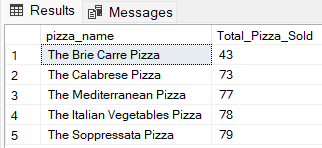 Results Messages
pizza_name Total_Pizza_Sold
1 The Brie Carre Pizza 43
2 The Calabrese Pizza 73
3 The Mediterranean Pizza 77
4 The Italian Vegetables Pizza 78
5 The Soppressata Pizza 79